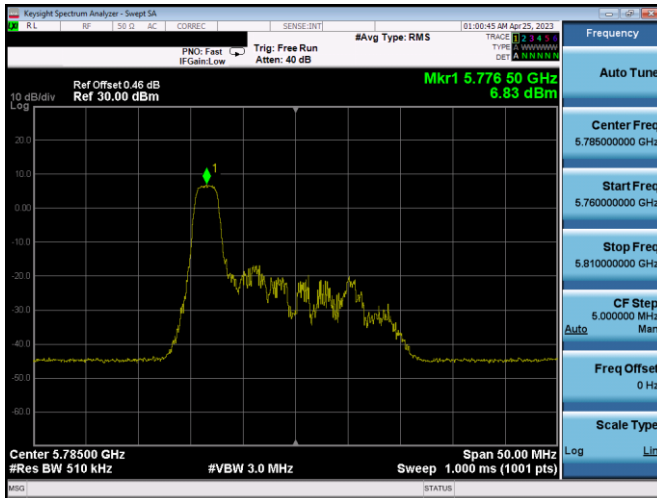 Keysight Spectrum Analyzer - Swept SA
RL RF 50 Ω AC CORREC SENSE:INT 01:00:45 AM Apr 25, 2023
#Avg Type: RMS
TRACE 1 2 3 4 5 6
TYPE A WWWWW
DET A N N N N N
PNO: Fast
IFGain:Low
Trig: Free Run
Atten: 40 dB
Mkr1 5.776 50 GHz
6.83 dBm
Ref Offset 0.46 dB
Ref 30.00 dBm
10 dB/div
Log
20.0
10.0
0.00
-10.0
-20.0
-30.0
-40.0
-50.0
-60.0
1
Center 5.78500 GHz
#Res BW 510 kHz
#VBW 3.0 MHz
Span 50.00 MHz
Sweep 1.000 ms (1001 pts)
MSG
STATUS
Frequency
Auto Tune
Center Freq
5.785000000 GHz
Start Freq
5.760000000 GHz
Stop Freq
5.810000000 GHz
CF Step
5.000000 MHz
Auto Man
Freq Offset
0 Hz
Scale Type
Log Lin